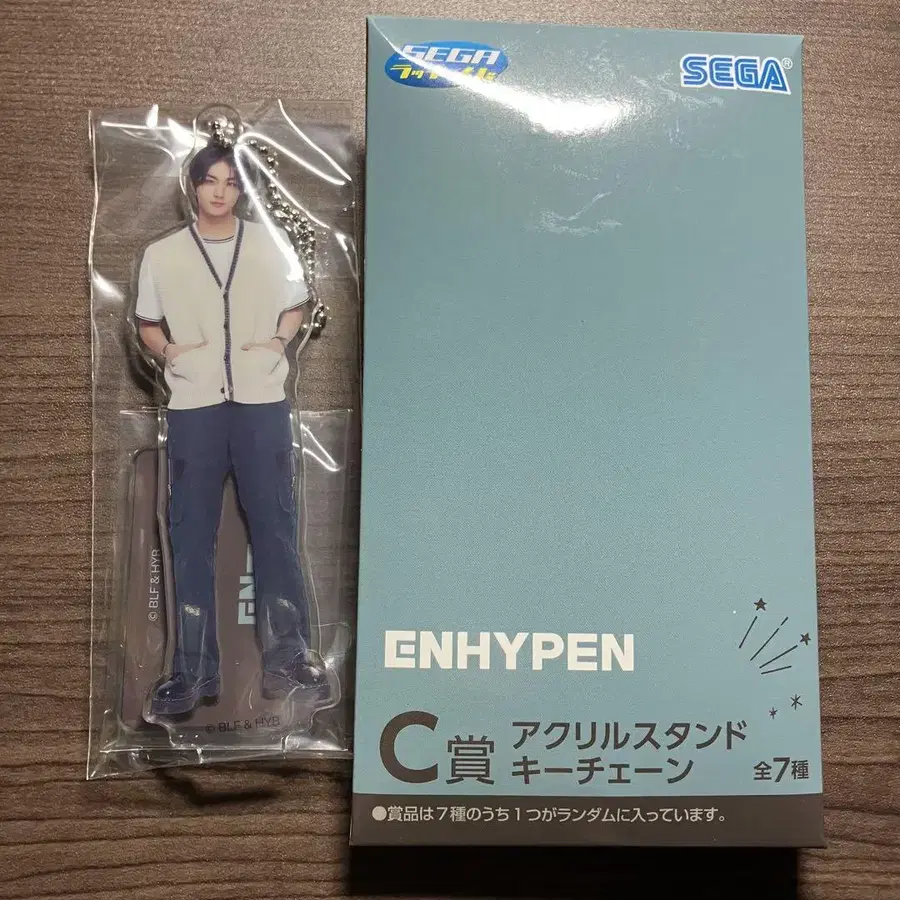 SEGA
SEGA®
ENHYPEN
C賞 アクリルスタンド
キーチェーン
全7種
●賞品は7種のうち1つがランダムに入っています。
© BLF & HYB
© BLF & HYB